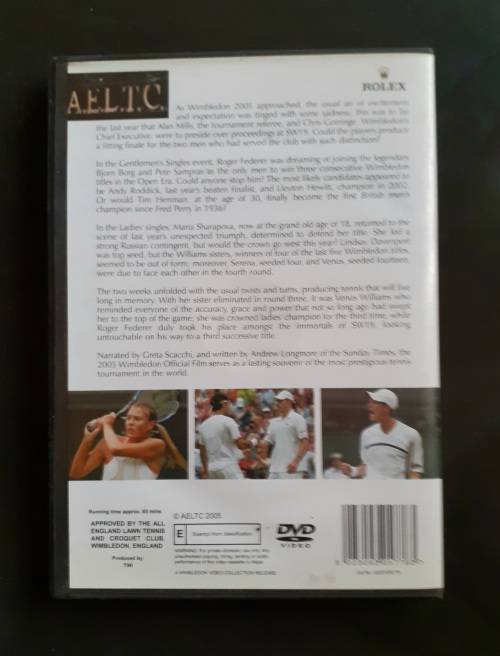 A.E.L.T.C.
ROLEX
As Wimbledon 2005 approached, the usual air of excitement
and expectation was tinged with some sadness: this was to be
the last year that Alan Mills, the tournament referee, and Chris Gorringe, Wimbledon's
Chief Executive, were to preside over proceedings at SW19. Could the players produce
a fitting finale for the two men who had served the club with such distinction?
In the Gentlemen's Singles event, Roger Federer was dreaming of joining the legendary
Bjorn Borg and Pete Sampras as the only men to win three consecutive Wimbledon
titles in the Open Era. Could anyone stop him? The most likely candidates appeared to
be Andy Roddick, last year's beaten finalist, and Lleyton Hewitt, champion in 2002.
Or would Tim Henman, at the age of 30, finally become the first British men's
champion since Fred Perry in 1936?
In the Ladies' singles, Maria Sharapova, now at the grand old age of 18, returned to the
scene of last year's unexpected triumph, determined to defend her title. She led a
strong Russian contingent, but would the crown go west this year? Lindsay Davenport
was top seed, but the Williams sisters, winners of four of the last five Wimbledon titles,
seemed to be out of form; moreover, Serena, seeded four, and Venus, seeded fourteen,
were due to face each other in the fourth round.
The two weeks unfolded with the usual twists and turns, producing tennis that will live
long in memory. With her sister eliminated in round three, it was Venus Williams who
reminded everyone of the accuracy, grace and power that not so long ago had swept
her to the top of the game; she was crowned ladies' champion for the third time, while
Roger Federer duly took his place amongst the immortals of SW19, looking
untouchable on his way to a third successive title.
Narrated by Greta Scacchi, and written by Andrew Longmore of the Sunday Times, the
2005 Wimbledon Official Film serves as a lasting souvenir of the most prestigious tennis
tournament in the world.
Running time approx. 65 mins
APPROVED BY THE ALL
ENGLAND LAWN TENNIS
AND CROQUET CLUB,
WIMBLEDON, ENGLAND
Produced by
TWI
© AELTC 2005
E Exempt from classification
DVD
VIDEO
A WIMBLEDON VIDEO COLLECTION RELEASE